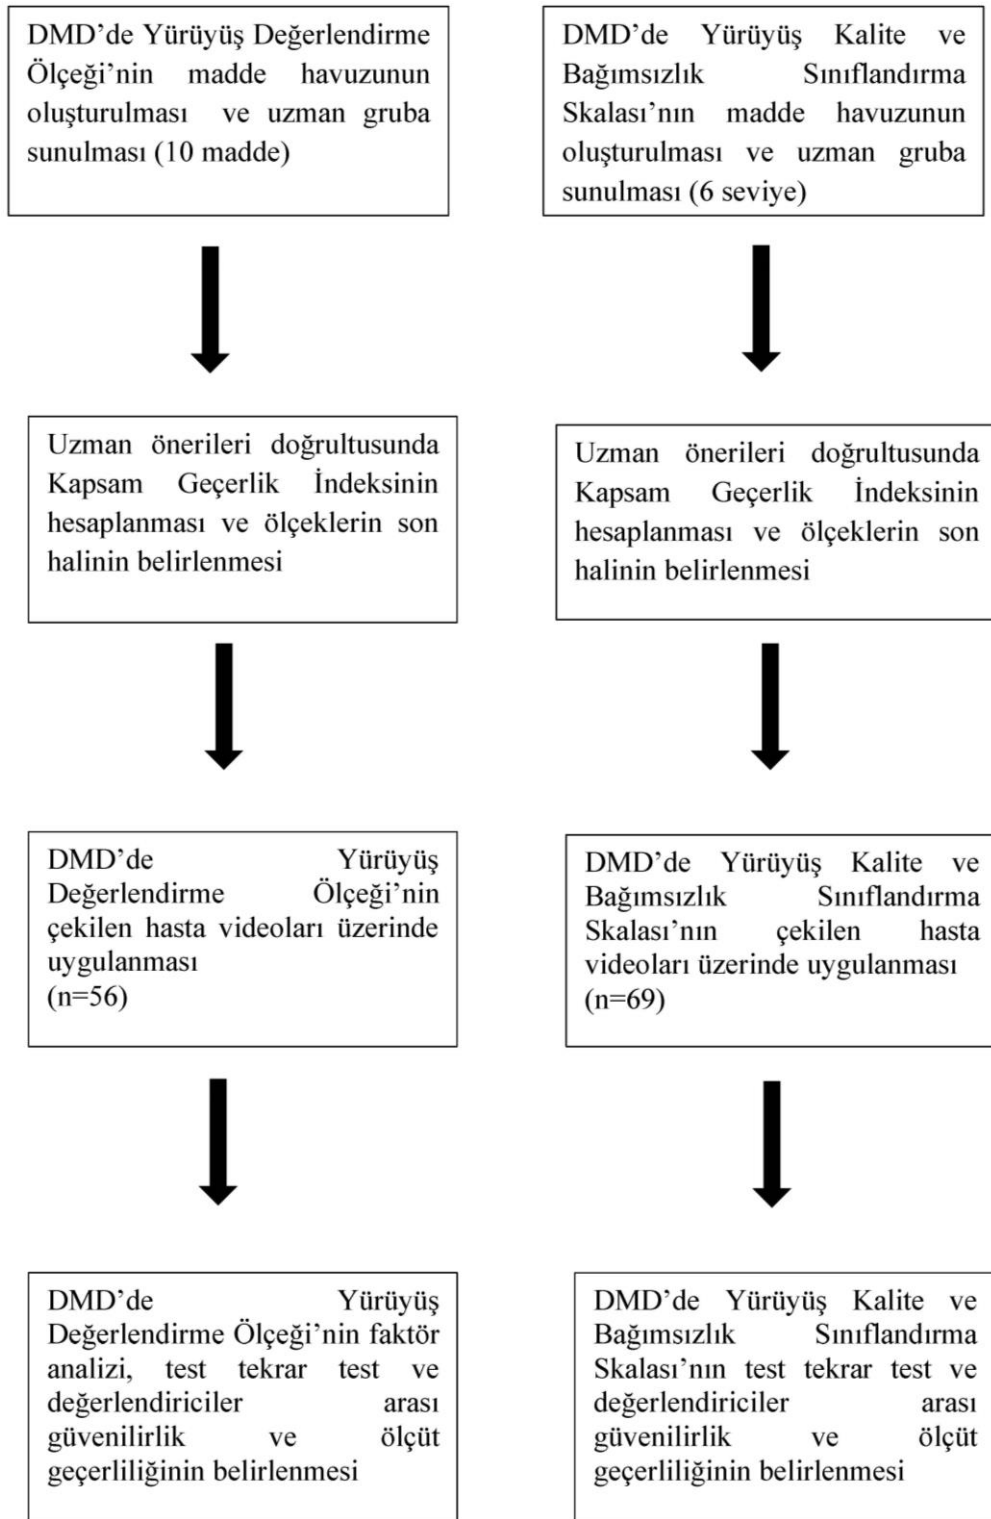 DMD’de Yürüyüş Değerlendirme
Ölçeği’nin madde havuzunun
oluşturulması ve uzman gruba
sunulması (10 madde)
DMD’de Yürüyüş Kalite ve
Bağımsızlık Sınıflandırma
Skalası’nın madde havuzunun
oluşturulması ve uzman gruba
sunulması (6 seviye)
Uzman önerileri doğrultusunda
Kapsam Geçerlik İndeksinin
hesaplanması ve ölçeklerin son
halinin belirlenmesi
Uzman önerileri doğrultusunda
Kapsam Geçerlik İndeksinin
hesaplanması ve ölçeklerin son
halinin belirlenmesi
DMD’de Yürüyüş
Değerlendirme Ölçeği’nin
çekilen hasta videoları üzerinde
uygulanması
(n=56)
DMD’de Yürüyüş Kalite ve
Bağımsızlık Sınıflandırma
Skalası’nın çekilen hasta
videoları üzerinde uygulanması
(n=69)
DMD’de Yürüyüş
Değerlendirme Ölçeği’nin faktör
analizi, test tekrar test ve
değerlendiriciler arası
güvenilirlik ve ölçüt
geçerliliğinin belirlenmesi
DMD’de Yürüyüş Kalite ve
Bağımsızlık Sınıflandırma
Skalası’nın test tekrar test ve
değerlendiriciler arası
güvenilirlik ve ölçüt
geçerliliğinin belirlenmesi